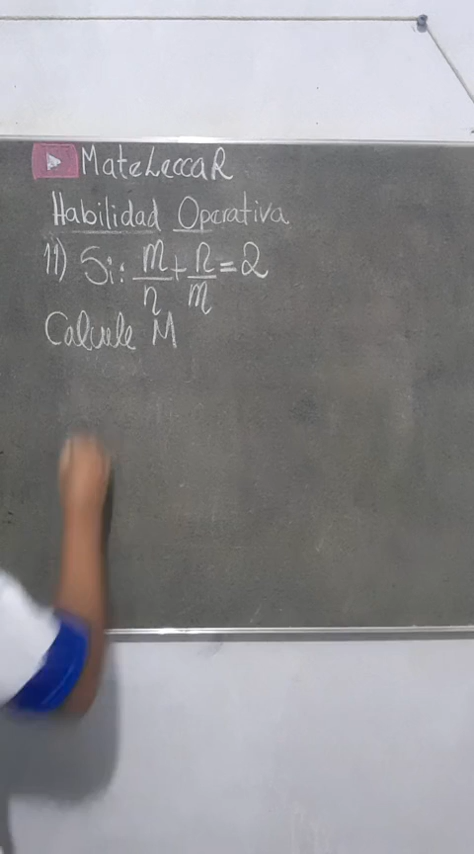 MateLeccaR
Habilidad Operativa
11) Si: m/n + n/m = 2
Calcule M